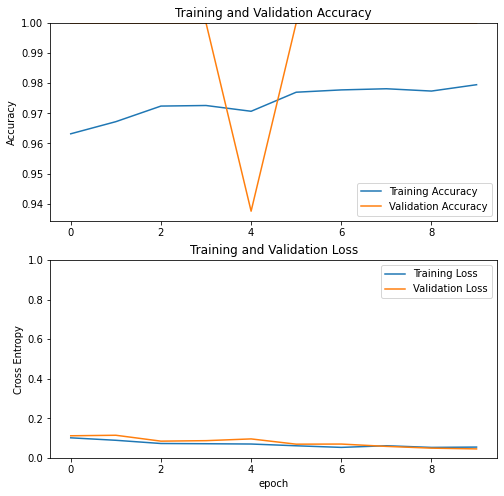 Training and Validation Accuracy
1.00
0.99
0.98
0.97
0.96
0.95
0.94
Accuracy
Training Accuracy
Validation Accuracy
0 2 4 6 8
Training and Validation Loss
1.0
0.8
0.6
0.4
0.2
0.0
Cross Entropy
Training Loss
Validation Loss
0 2 4 6 8
epoch